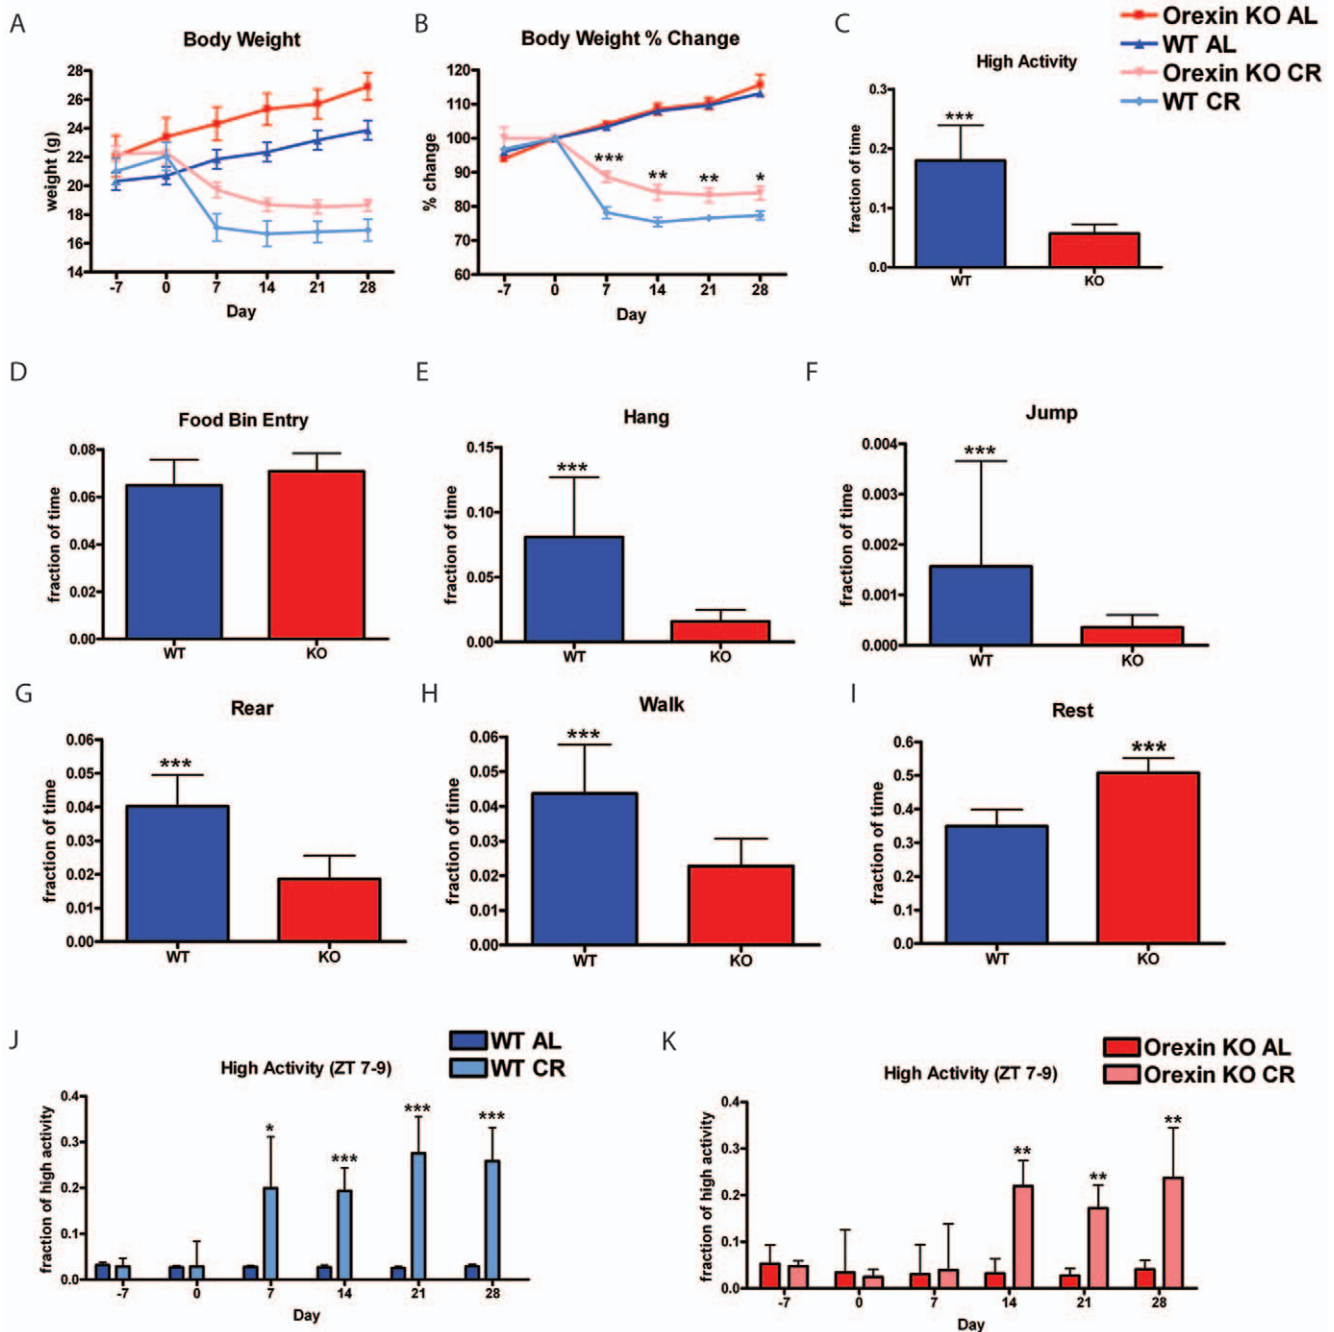 A
Body Weight
weight (g)
28
26
24
22
20
18
16
14
-7 0 7 14 21 28
Day
B
Body Weight % Change
% change
120
110
100
90
80
70
60
*** ** ** *
-7 0 7 14 21 28
Day
C
High Activity
fraction of time
0.3
0.2
0.1
0.0
***
WT KO
Orexin KO AL
WT AL
Orexin KO CR
WT CR
D
Food Bin Entry
fraction of time
0.08
0.06
0.04
0.02
0.00
WT KO
E
Hang
fraction of time
0.15
0.10
0.05
0.00
***
WT KO
F
Jump
fraction of time
0.004
0.003
0.002
0.001
0.000
***
WT KO
G
Rear
fraction of time
0.06
0.05
0.04
0.03
0.02
0.01
0.00
***
WT KO
H
Walk
fraction of time
0.06
0.05
0.04
0.03
0.02
0.01
0.00
***
WT KO
I
Rest
fraction of time
0.6
0.5
0.4
0.3
0.2
0.1
0.0
***
WT KO
J
WT AL
WT CR
High Activity (ZT 7-9)
fraction of high activity
0.4
0.3
0.2
0.1
0.0
* *** *** ***
-7 0 7 14 21 28
Day
K
Orexin KO AL
Orexin KO CR
High Activity (ZT 7-9)
fraction of high activity
0.4
0.3
0.2
0.1
0.0
** ** **
-7 0 7 14 21 28
Day